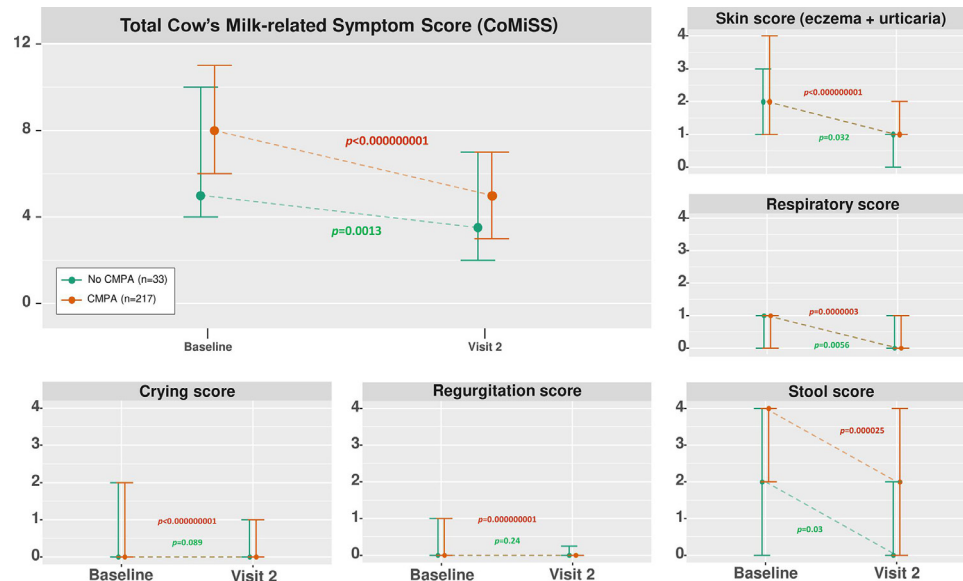 Total Cow's Milk-related Symptom Score (CoMiSS)
12
8
4
0
p<0.000000001
p=0.0013
No CMPA (n=33)
CMPA (n=217)
Baseline
Visit 2
Skin score (eczema + urticaria)
4
3
2
1
0
p<0.000000001
p=0.032
Respiratory score
4
3
2
1
0
p=0.0000003
p=0.0056
Crying score
4
3
2
1
0
p<0.000000001
p=0.089
Baseline
Visit 2
Regurgitation score
4
3
2
1
0
p=0.000000001
p=0.24
Baseline
Visit 2
Stool score
4
3
2
1
0
p=0.000025
p=0.03
Baseline
Visit 2